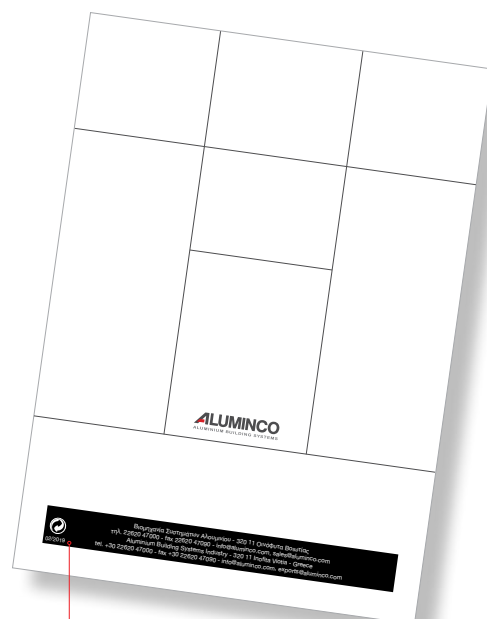 ALUMINCO
ALUMINIUM BUILDING SYSTEMS
02/2019
Βιομηχανία Συστημάτων Αλουμινίου - 320 11 Οινόφυτα Βοιωτίας
τηλ. 22620 47000 - fax 22620 47090 - info@aluminco.com, sales@aluminco.com
Aluminium Building Systems Industry - 320 11 Inofita Viotia - Greece
tel. +30 22620 47000 - fax +30 22620 47090 - info@aluminco.com, exports@aluminco.com